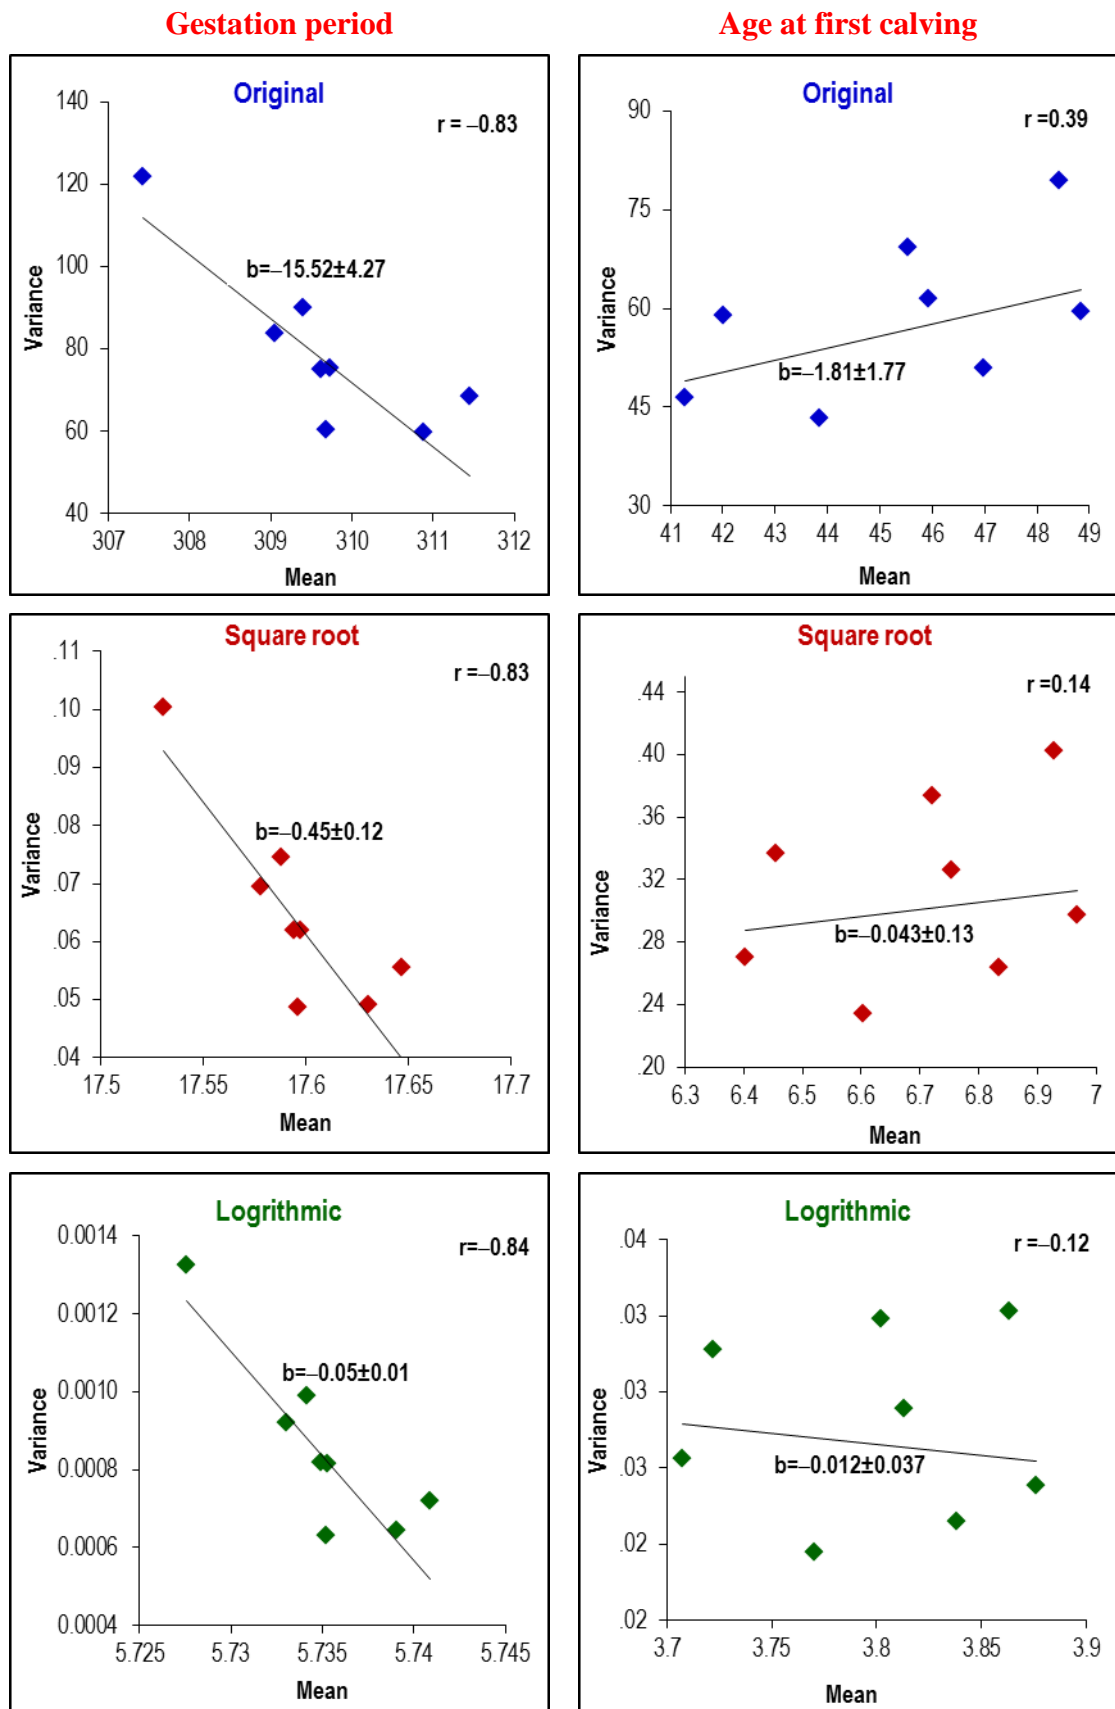 Gestation period
Age at first calving
Original
r = –0.83
140
120
100
80
60
40
b=–15.52±4.27
Variance
307 308 309 310 311 312
Mean
Original
r =0.39
90
75
60
45
30
b=–1.81±1.77
Variance
41 42 43 44 45 46 47 48 49
Mean
Square root
r =–0.83
.11
.10
.09
.08
.07
.06
.05
.04
b=–0.45±0.12
Variance
17.5 17.55 17.6 17.65 17.7
Mean
Square root
r =0.14
.44
.40
.36
.32
.28
.24
.20
b=–0.043±0.13
Variance
6.3 6.4 6.5 6.6 6.7 6.8 6.9 7
Mean
Logrithmic
r=–0.84
0.0014
0.0012
0.0010
0.0008
0.0006
0.0004
b=–0.05±0.01
Variance
5.725 5.73 5.735 5.74 5.745
Mean
Logrithmic
r =–0.12
.04
.03
.03
.03
.02
.02
b=–0.012±0.037
Variance
3.7 3.75 3.8 3.85 3.9
Mean